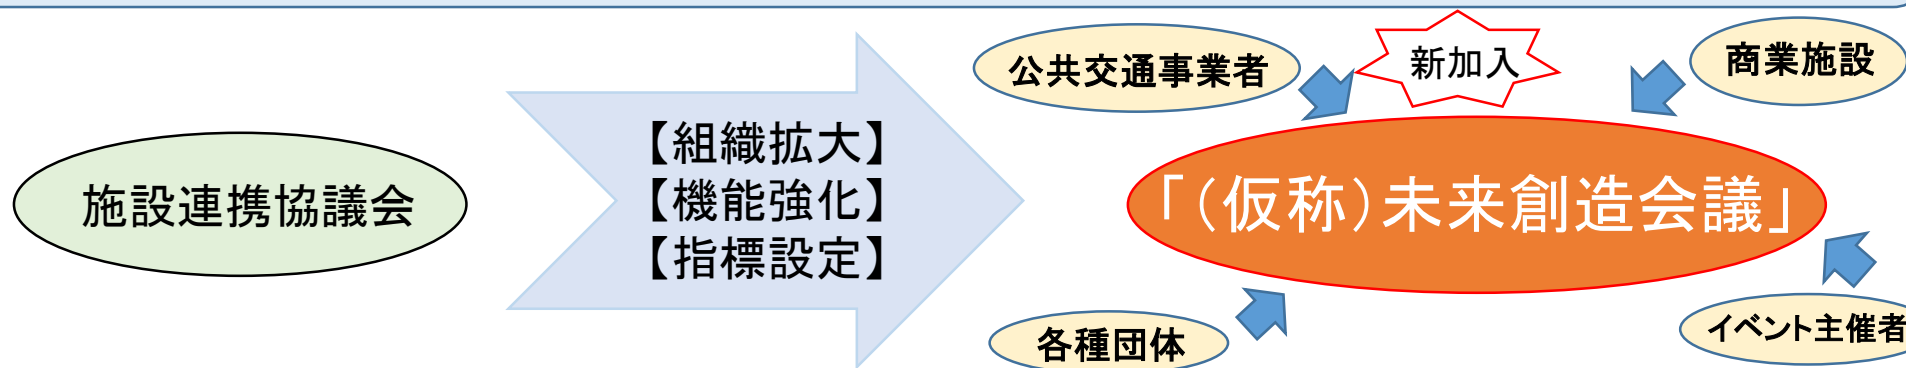 公共交通事業者
新加入
商業施設
施設連携協議会
【組織拡大】
【機能強化】
【指標設定】
「（仮称）未来創造会議」
各種団体
イベント主催者